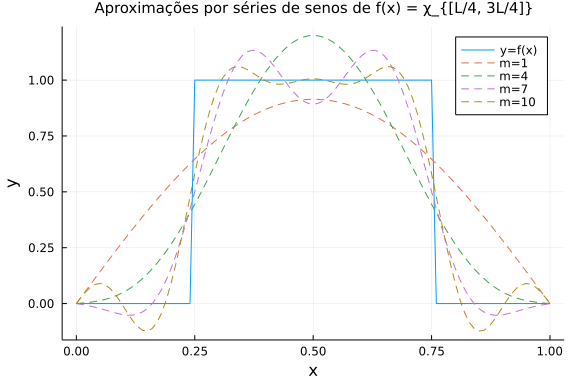 Aproximações por séries de senos de f(x) = χ_{[L/4, 3L/4]}
y=f(x)
m=1
m=4
m=7
m=10
1.00
0.75
0.50
0.25
0.00
y
0.00 0.25 0.50 0.75 1.00
x